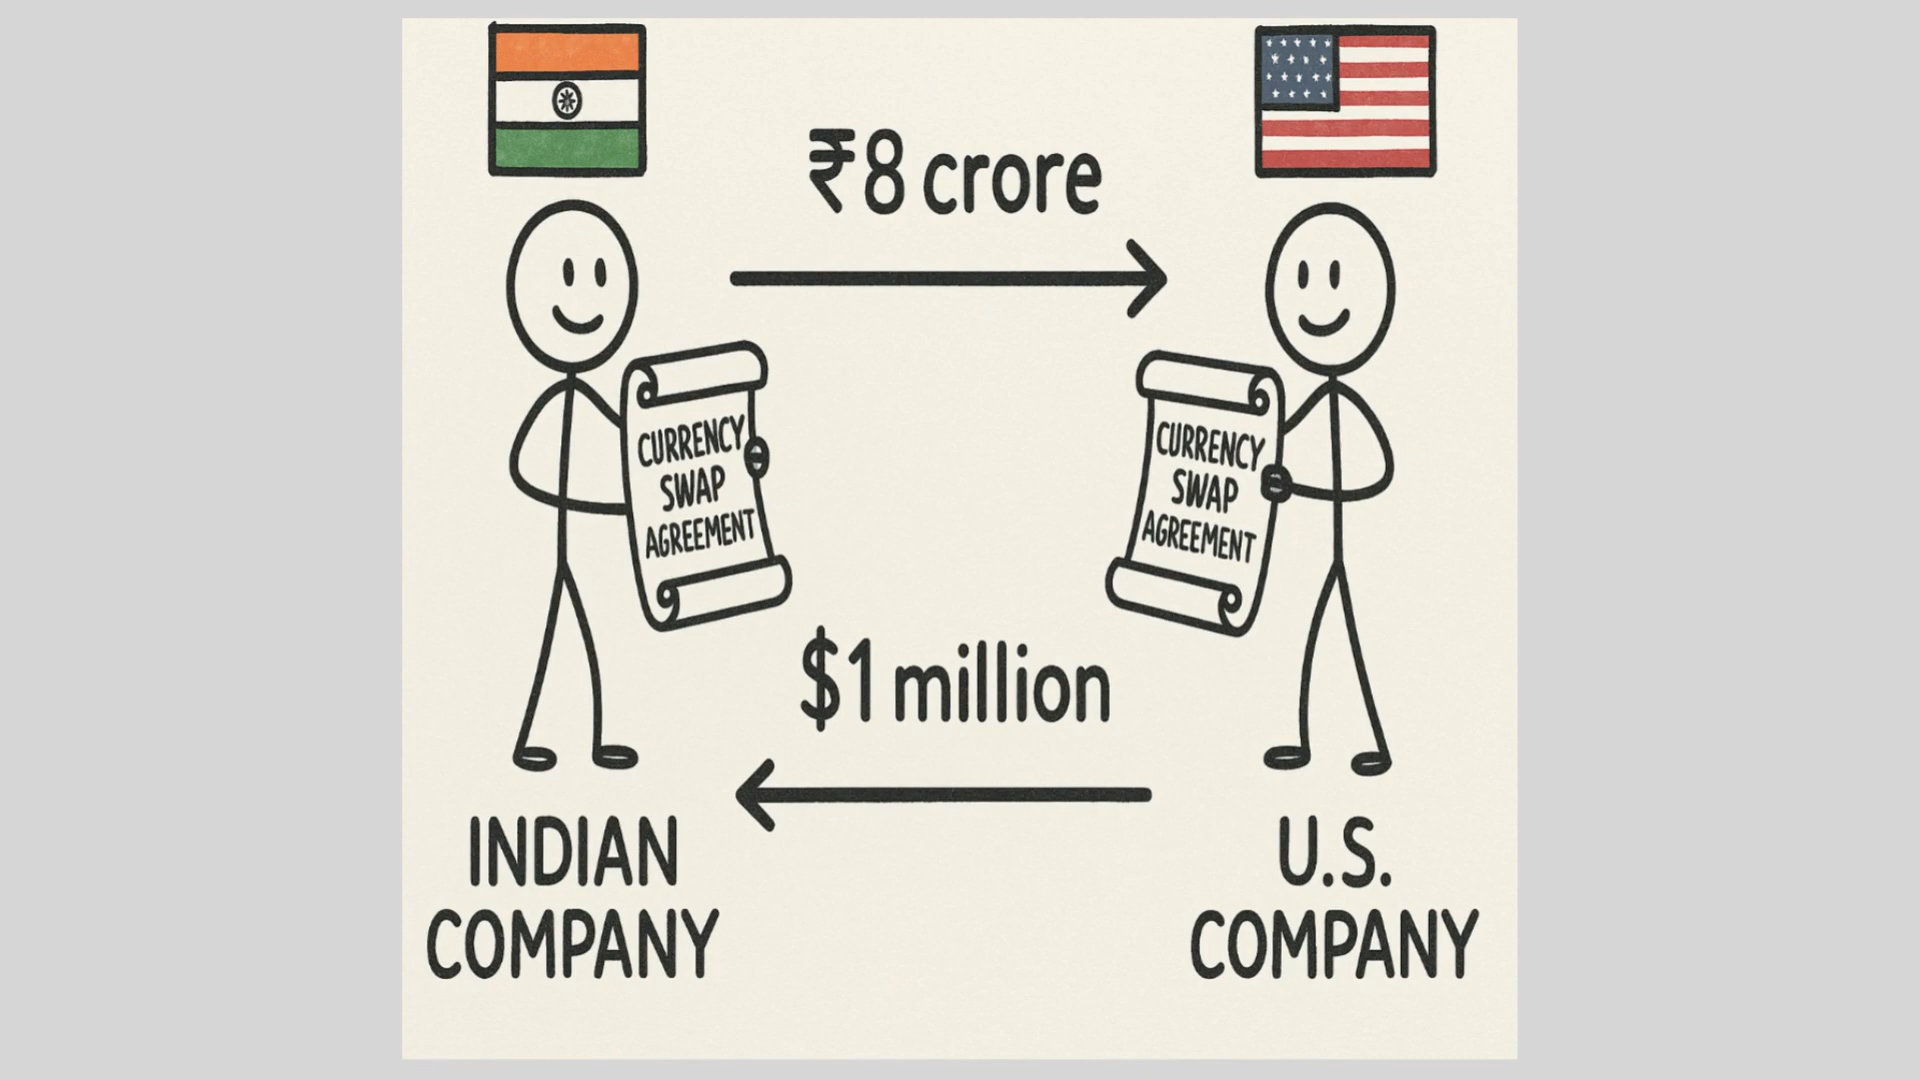 ₹8 crore
CURRENCY
SWAP
AGREEMENT
CURRENCY
SWAP
AGREEMENT
$1 million
INDIAN
COMPANY
U.S.
COMPANY